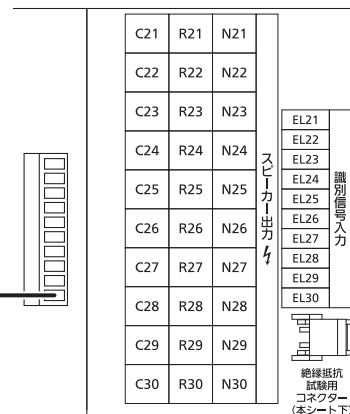 C21 R21 N21
C22 R22 N22
C23 R23 N23
C24 R24 N24
C25 R25 N25
C26 R26 N26
C27 R27 N27
C28 R28 N28
C29 R29 N29
C30 R30 N30
スピーカー出力
EL21
EL22
EL23
EL24
EL25
EL26
EL27
EL28
EL29
EL30
識別信号入力
絶縁抵抗
試験用
コネクター
(本シート下